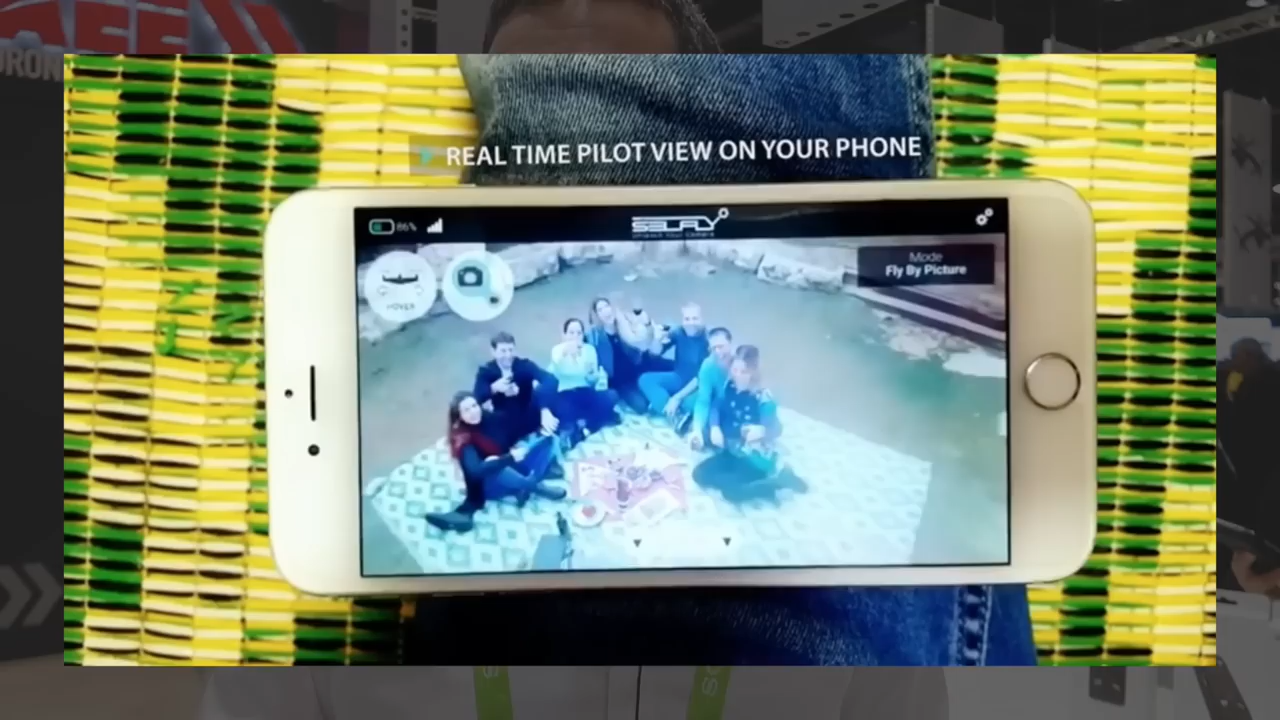 REAL TIME PILOT VIEW ON YOUR PHONE
86%
SELFLY
Mode
Fly By Picture
HOVER